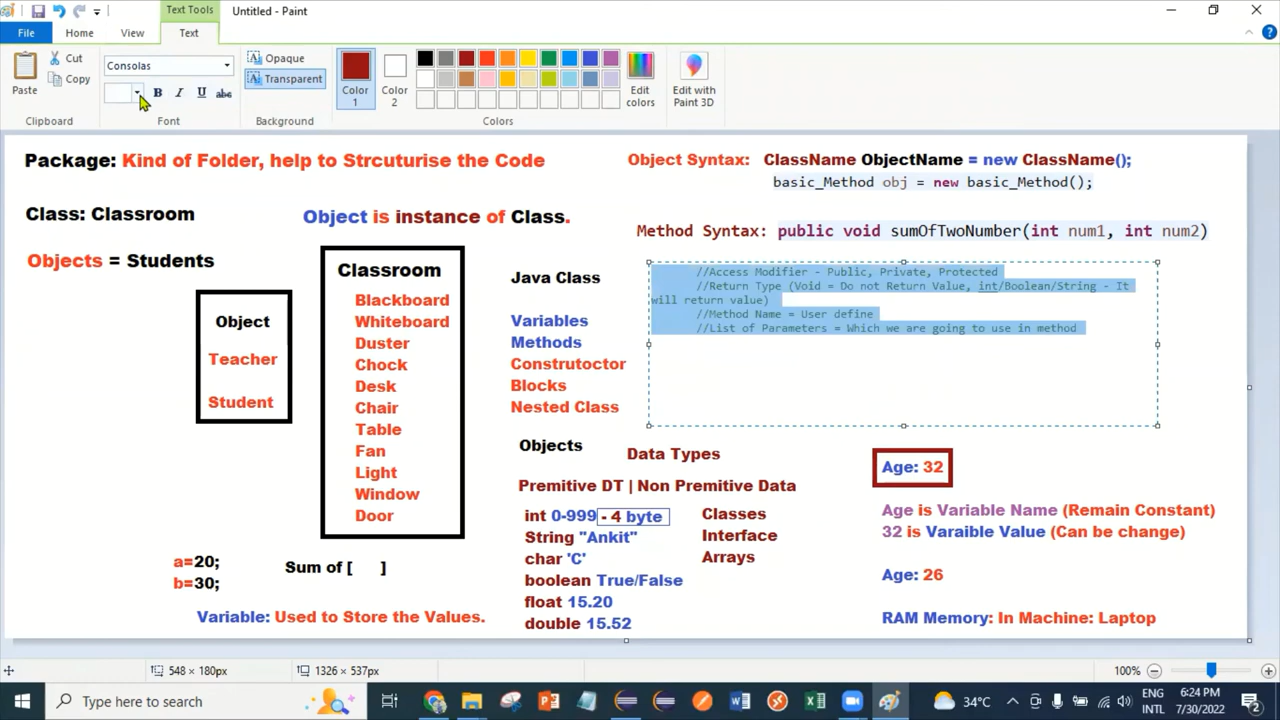 Text Tools
Untitled - Paint
File
Home
View
Text
Paste
Cut
Copy
Clipboard
Consolas
B I U abc
Font
Opaque
Transparent
Background
Color 1
Color 2
Edit colors
Colors
Edit with Paint 3D
Package: Kind of Folder, help to Strcuturise the Code
Class: Classroom
Objects = Students
Object is instance of Class.
Object
Teacher
Student
Classroom
Blackboard
Whiteboard
Duster
Chock
Desk
Chair
Table
Fan
Light
Window
Door
a=20;
b=30;
Sum of [ ]
Variable: Used to Store the Values.
Object Syntax: ClassName ObjectName = new ClassName();
basic_Method obj = new basic_Method();
Method Syntax: public void sumOfTwoNumber(int num1, int num2)
//Access Modifier - Public, Private, Protected
//Return Type (Void = Do not Return Value, int/Boolean/String - It
will return value)
//Method Name = User define
//List of Parameters = Which we are going to use in method
Java Class
Variables
Methods
Construtoctor
Blocks
Nested Class
Objects
Data Types
Premitive DT | Non Premitive Data
int 0-999 - 4 byte
String "Ankit"
char 'C'
boolean True/False
float 15.20
double 15.52
Classes
Interface
Arrays
Age: 32
Age is Variable Name (Remain Constant)
32 is Varaible Value (Can be change)
Age: 26
RAM Memory: In Machine: Laptop
548 × 180px
1326 × 537px
100%
Type here to search
34°C
ENG
INTL
6:24 PM
7/30/2022
2